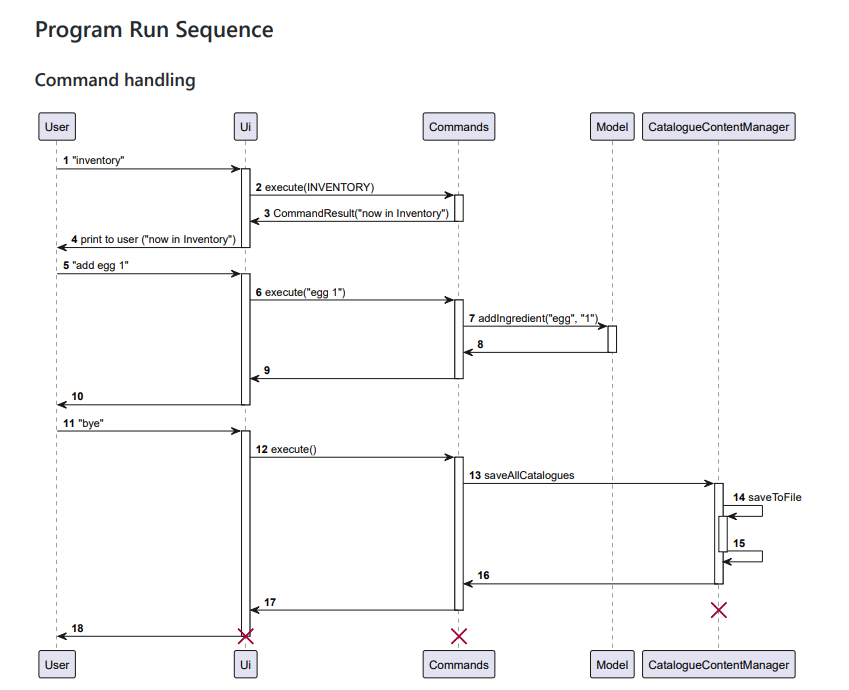 Program Run Sequence
Command handling
User Ui Commands Model CatalogueContentManager
1 "inventory"
2 execute(INVENTORY)
3 CommandResult("now in Inventory")
4 print to user ("now in Inventory")
5 "add egg 1"
6 execute("egg 1")
7 addIngredient("egg", "1")
8
9
10
11 "bye"
12 execute()
13 saveAllCatalogues
14 saveToFile
15
16
17
18
User Ui Commands Model CatalogueContentManager